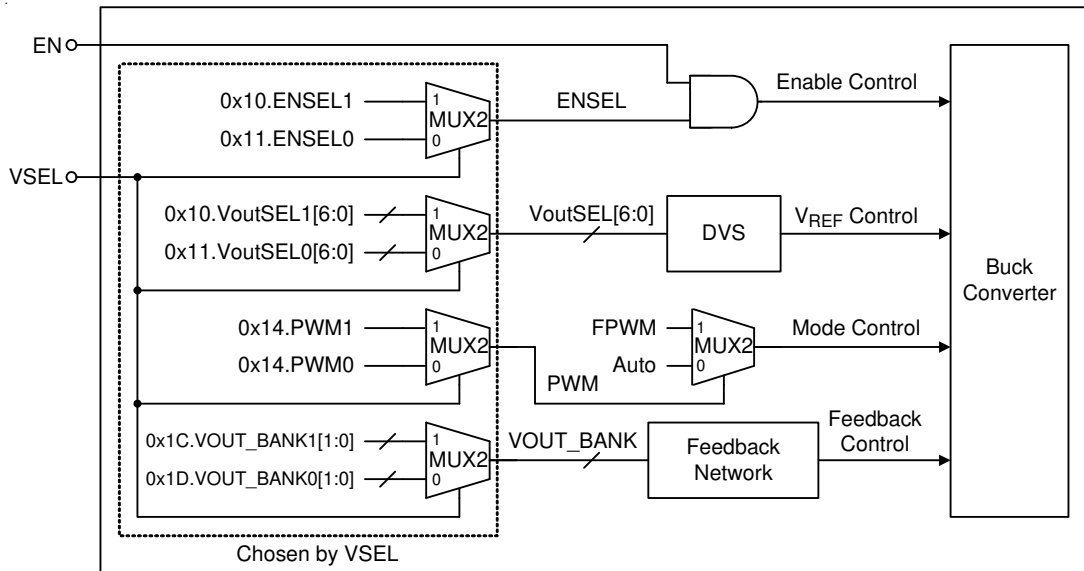 EN
Enable Control
0x10.ENSEL1
1
MUX2
ENSEL
0x11.ENSEL0
0
VSEL
0x10.VoutSEL1[6:0]
1
MUX2
VoutSEL[6:0]
DVS
VREF Control
0x11.VoutSEL0[6:0]
0
Buck
Converter
0x14.PWM1
1
MUX2
FPWM
1
MUX2
Mode Control
0x14.PWM0
0
Auto
0
PWM
0x1C.VOUT_BANK1[1:0]
1
MUX2
VOUT_BANK
Feedback
Network
Feedback
Control
0x1D.VOUT_BANK0[1:0]
0
Chosen by VSEL